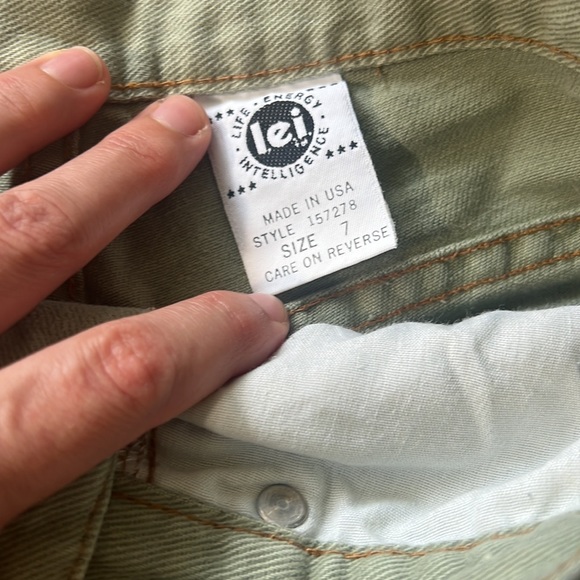 LIFE • ENERGY • INTELLIGENCE
lei
MADE IN USA
STYLE 157278
SIZE 7
CARE ON REVERSE